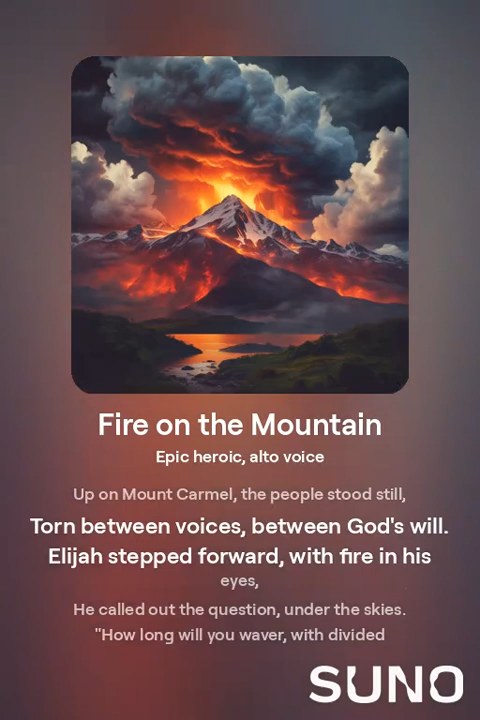 Fire on the Mountain
Epic heroic, alto voice
Up on Mount Carmel, the people stood still,
Torn between voices, between God's will.
Elijah stepped forward, with fire in his
eyes,
He called out the question, under the skies.
"How long will you waver, with divided
SUNO